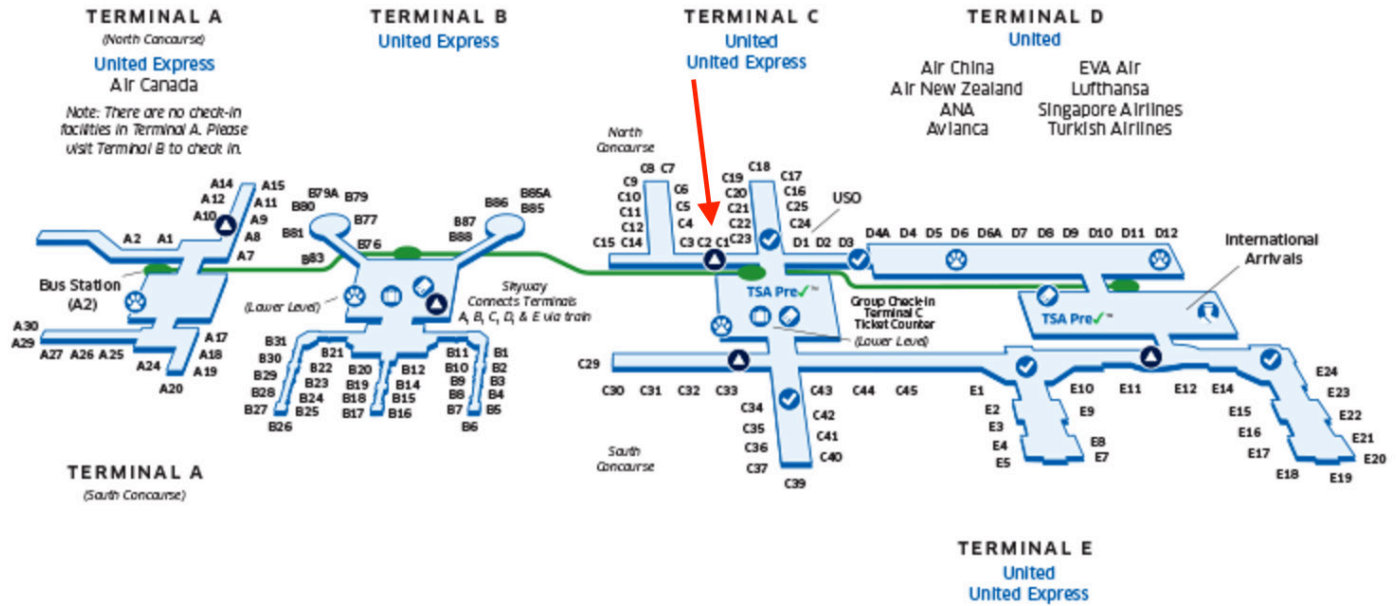 TERMINAL A
(North Concourse)
United Express
Air Canada
Note: There are no check-in
facilities in Terminal A. Please
visit Terminal B to check in.
TERMINAL B
United Express
TERMINAL C
United
United Express
TERMINAL D
United
Air China
Air New Zealand
ANA
Avianca
EVA Air
Lufthansa
Singapore Airlines
Turkish Airlines
A14
A12
A10
A15
A11
A9
A8
A7
A2 A1
Bus Station
(A2)
A30
A29
A27 A26 A25
A24
A20
A17
A18
A19
TERMINAL A
(South Concourse)
B79A B79
B80
B77
B81
B76
B83
B86
B85A
B85
B87
B88
(Lower Level)
Skyway
Connects Terminals
A, B, C, D, & E via train
B31
B30
B29
B28
B27
B26
B21
B22
B23
B24
B25
B20
B19
B18
B17
B12
B14
B15
B16
B11
B10
B9
B8
B7
B6
B1
B2
B3
B4
B5
North
Concourse
C8 C7
C9
C10
C11
C12
C15 C14
C6
C5
C4
C3 C2 C1
C18
C19
C20
C21
C22
C23
C17
C16
C25
C24
USO
D1 D2 D3
D4A D4 D5 D6 D6A D7 D8 D9 D10 D11 D12
International
Arrivals
TSA Pre✓™
Group Check-in
Terminal C
Ticket Counter
(Lower Level)
TSA Pre✓™
C29
C30 C31 C32 C33
C34
C35
C36
C37
C39
C43 C44 C45
C42
C41
C40
South
Concourse
E1
E2
E3
E4
E5
E10 E11 E12 E14
E9
E8
E7
E15
E16
E17
E18
E19
E24
E23
E22
E21
E20
TERMINAL E
United
United Express